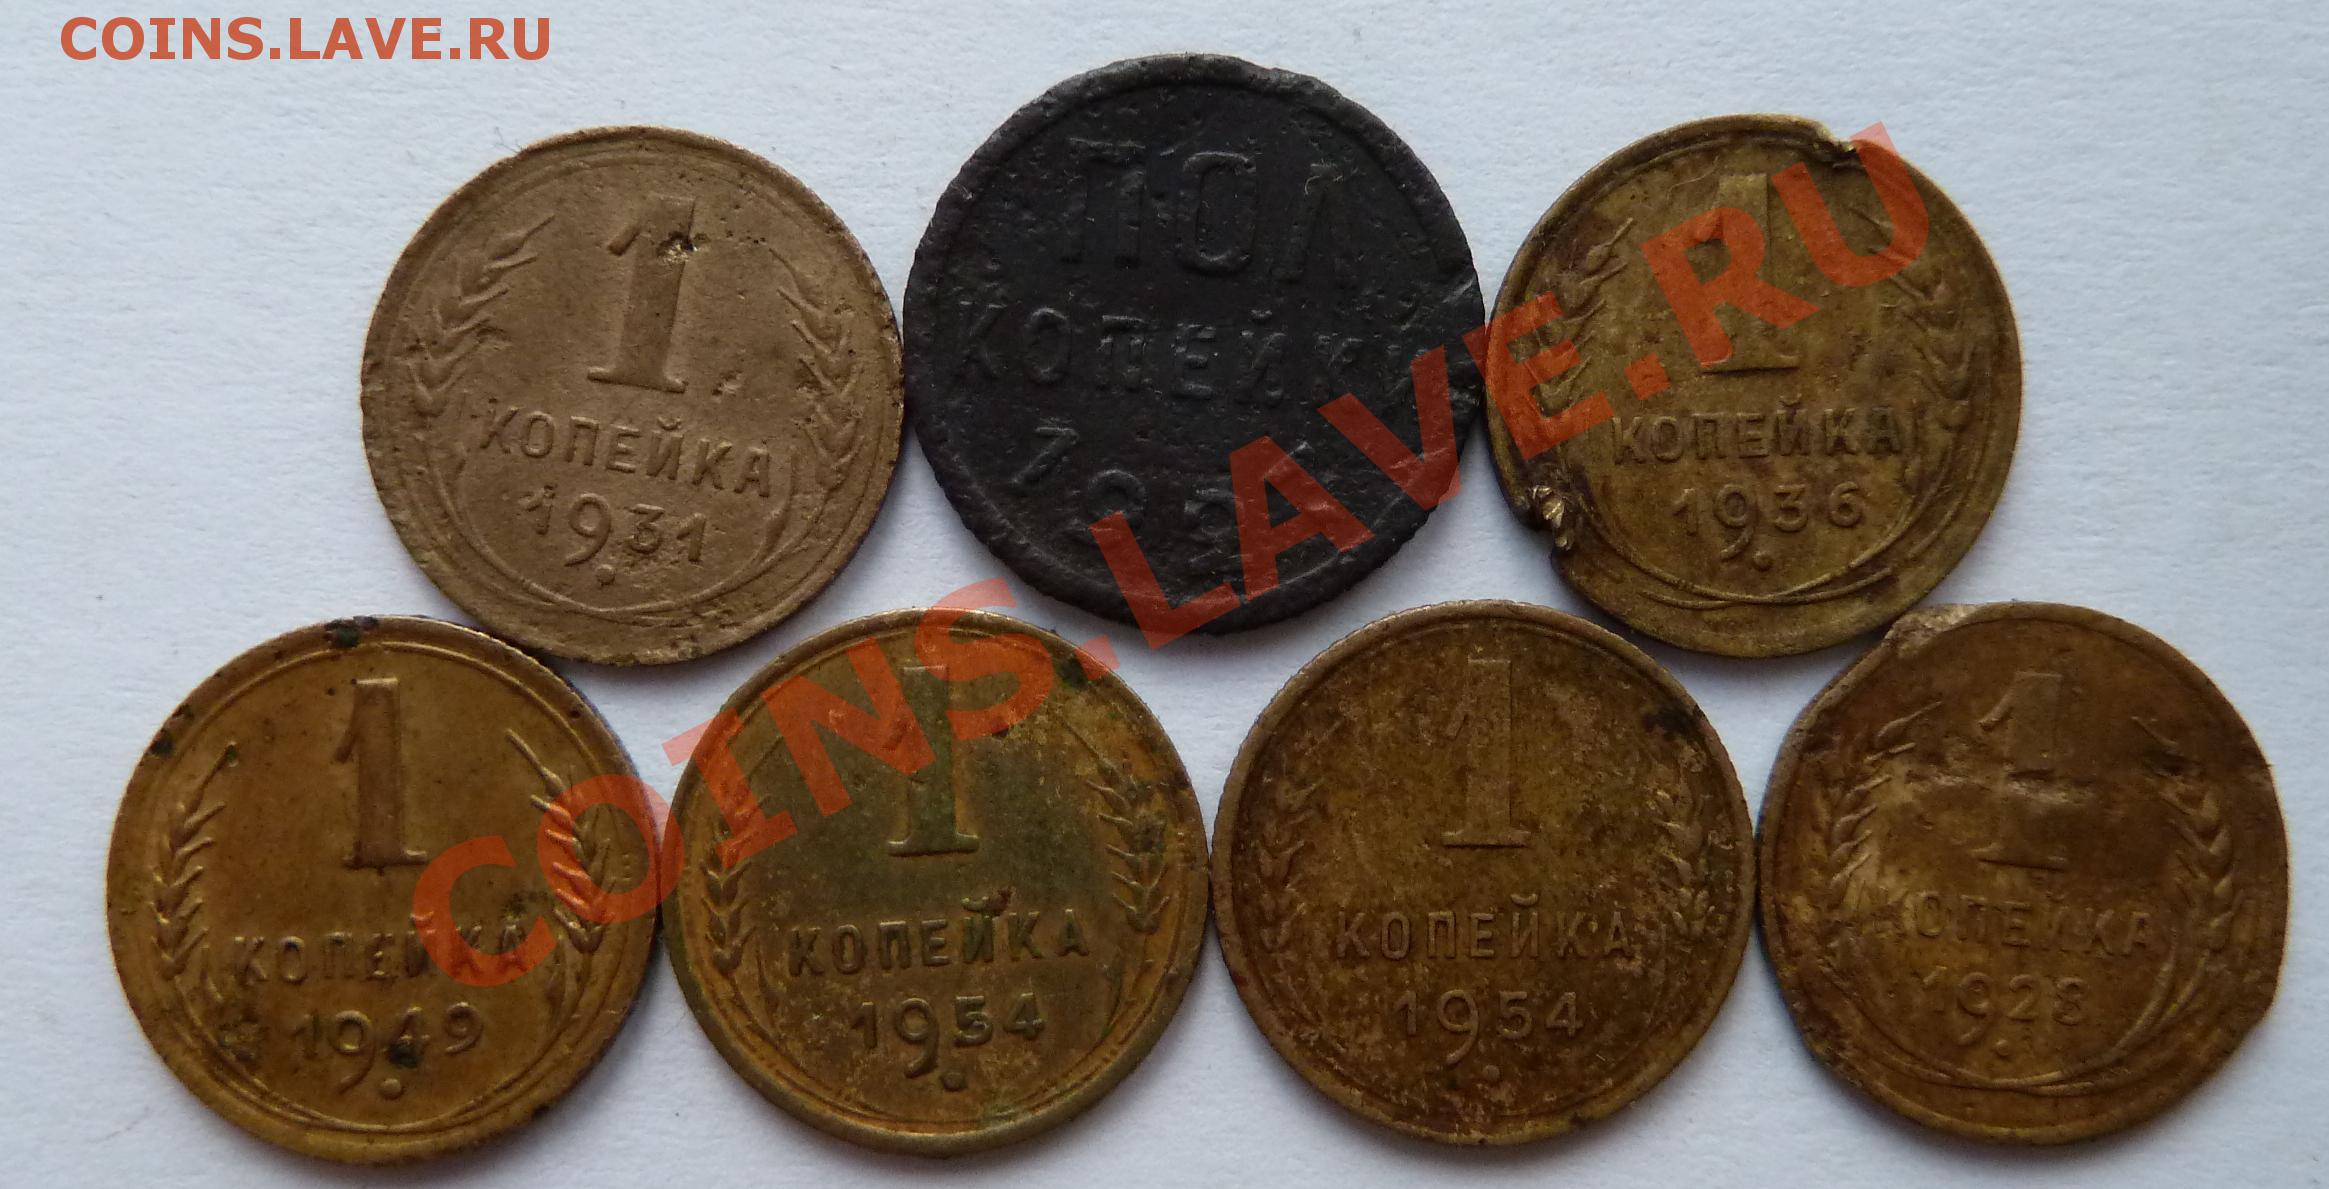 COINS.LAVE.RU
1
КОПЕЙКА
1931
ПОЛ
КОПЕЙКИ
1
КОПЕЙКА
1936
1
КОПЕЙКА
1949
1
КОПЕЙКА
1954
1
КОПЕЙКА
1954
1
КОПЕЙКА
1928
COINS.LAVE.RU